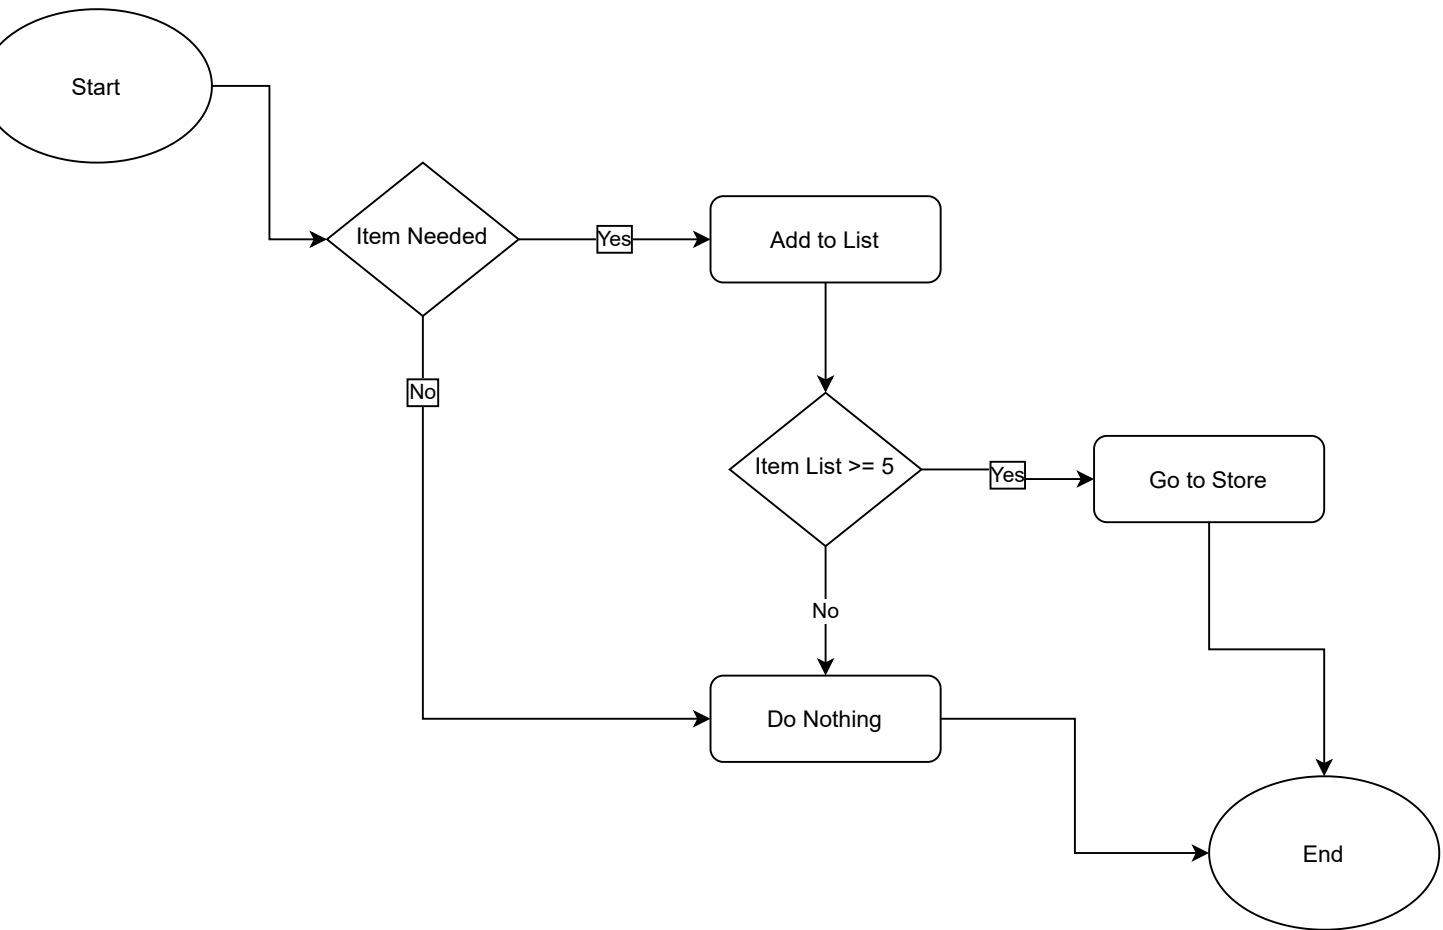 Start
Item Needed
Yes
Add to List
No
Item List >= 5
Yes
Go to Store
No
Do Nothing
End